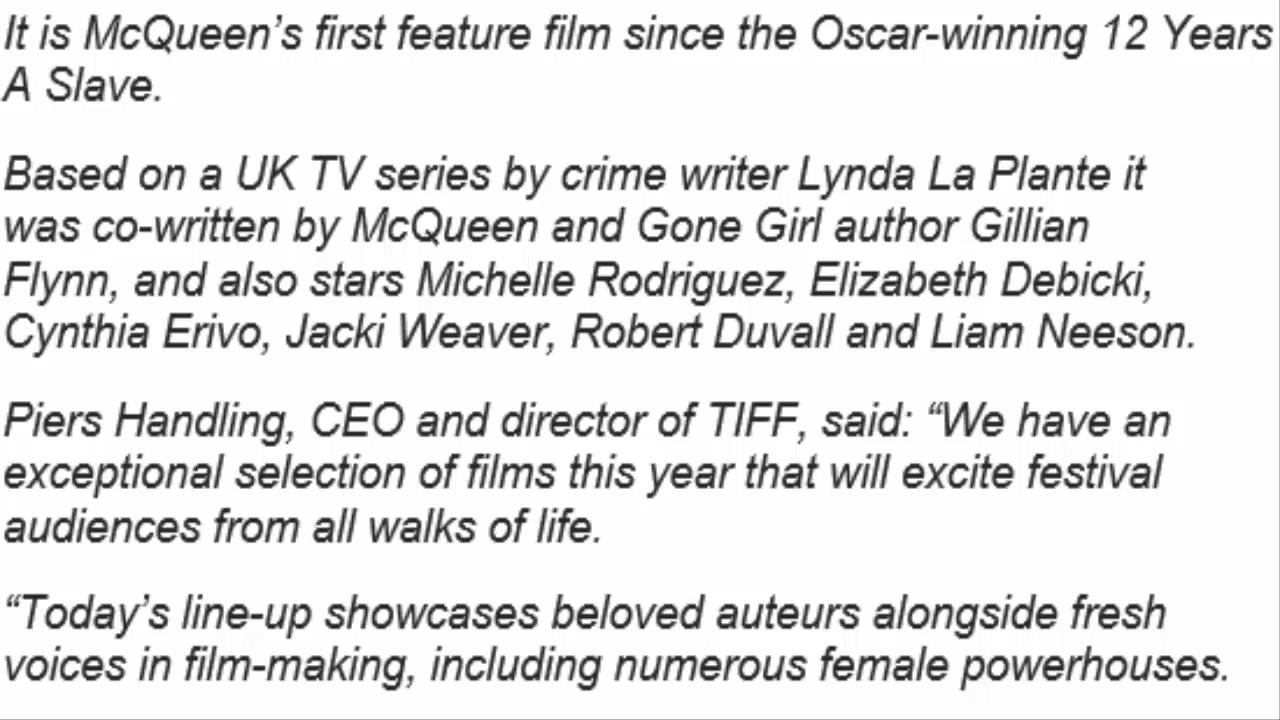 It is McQueen’s first feature film since the Oscar-winning 12 Years
A Slave.
Based on a UK TV series by crime writer Lynda La Plante it
was co-written by McQueen and Gone Girl author Gillian
Flynn, and also stars Michelle Rodriguez, Elizabeth Debicki,
Cynthia Erivo, Jacki Weaver, Robert Duvall and Liam Neeson.
Piers Handling, CEO and director of TIFF, said: “We have an
exceptional selection of films this year that will excite festival
audiences from all walks of life.
“Today’s line-up showcases beloved auteurs alongside fresh
voices in film-making, including numerous female powerhouses.